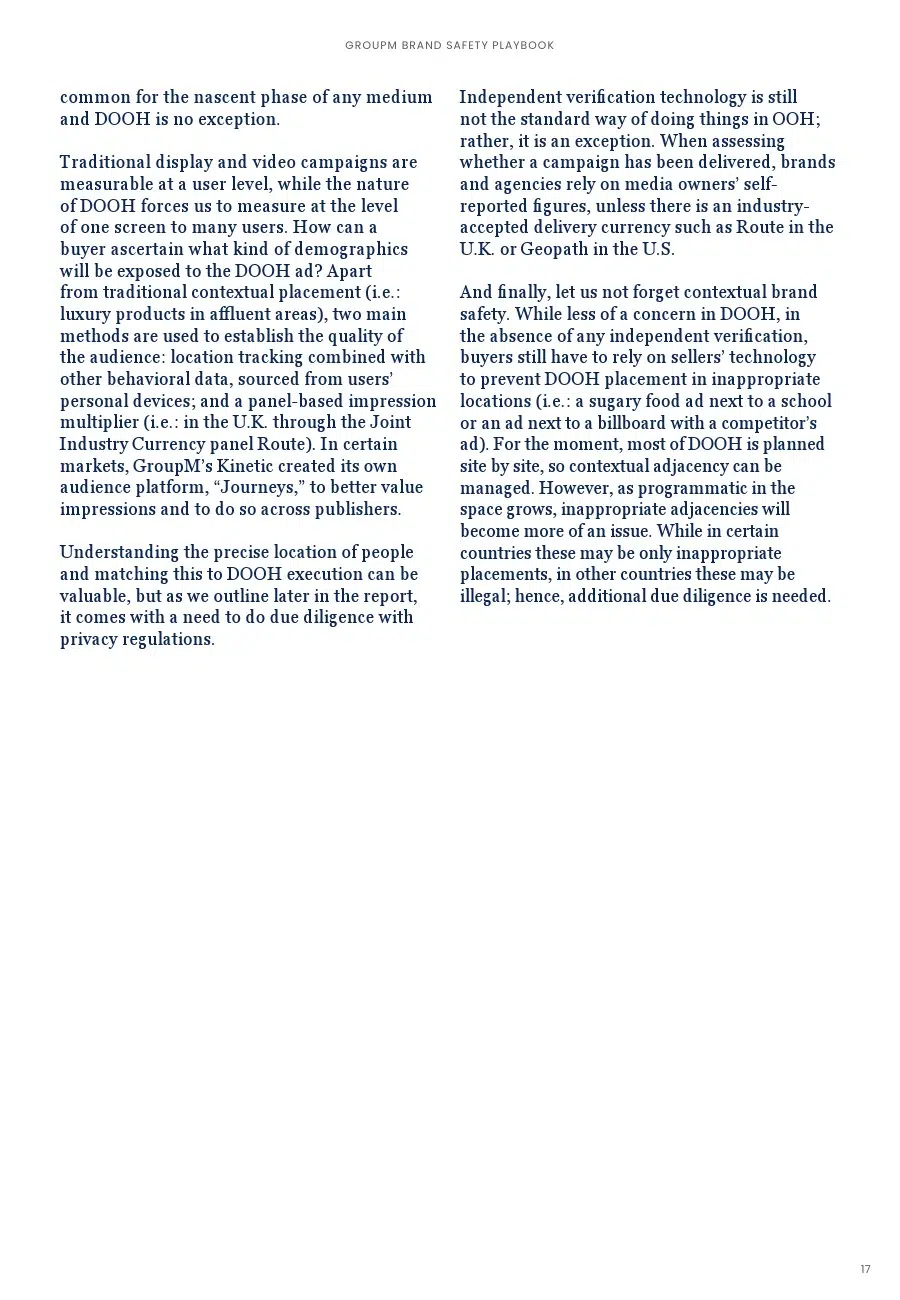 GROUPM BRAND SAFETY PLAYBOOK
common for the nascent phase of any medium
and DOOH is no exception.
Traditional display and video campaigns are
measurable at a user level, while the nature
of DOOH forces us to measure at the level
of one screen to many users. How can a
buyer ascertain what kind of demographics
will be exposed to the DOOH ad? Apart
from traditional contextual placement (i.e.:
luxury products in affluent areas), two main
methods are used to establish the quality of
the audience: location tracking combined with
other behavioral data, sourced from users’
personal devices; and a panel-based impression
multiplier (i.e.: in the U.K. through the Joint
Industry Currency panel Route). In certain
markets, GroupM’s Kinetic created its own
audience platform, “Journeys,” to better value
impressions and to do so across publishers.
Understanding the precise location of people
and matching this to DOOH execution can be
valuable, but as we outline later in the report,
it comes with a need to do due diligence with
privacy regulations.
Independent verification technology is still
not the standard way of doing things in OOH;
rather, it is an exception. When assessing
whether a campaign has been delivered, brands
and agencies rely on media owners’ self-
reported figures, unless there is an industry-
accepted delivery currency such as Route in the
U.K. or Geopath in the U.S.
And finally, let us not forget contextual brand
safety. While less of a concern in DOOH, in
the absence of any independent verification,
buyers still have to rely on sellers’ technology
to prevent DOOH placement in inappropriate
locations (i.e.: a sugary food ad next to a school
or an ad next to a billboard with a competitor’s
ad). For the moment, most of DOOH is planned
site by site, so contextual adjacency can be
managed. However, as programmatic in the
space grows, inappropriate adjacencies will
become more of an issue. While in certain
countries these may be only inappropriate
placements, in other countries these may be
illegal; hence, additional due diligence is needed.
17